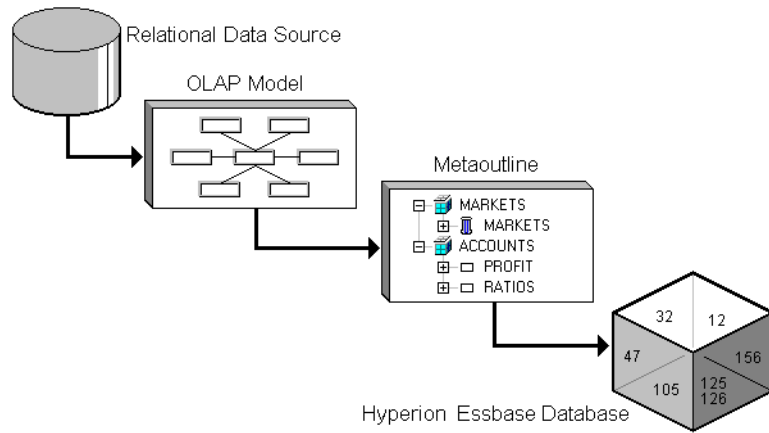 Relational Data Source
OLAP Model
Metaoutline
MARKETS
MARKETS
ACCOUNTS
PROFIT
RATIOS
32
12
47
156
105
125
126
Hyperion Essbase Database